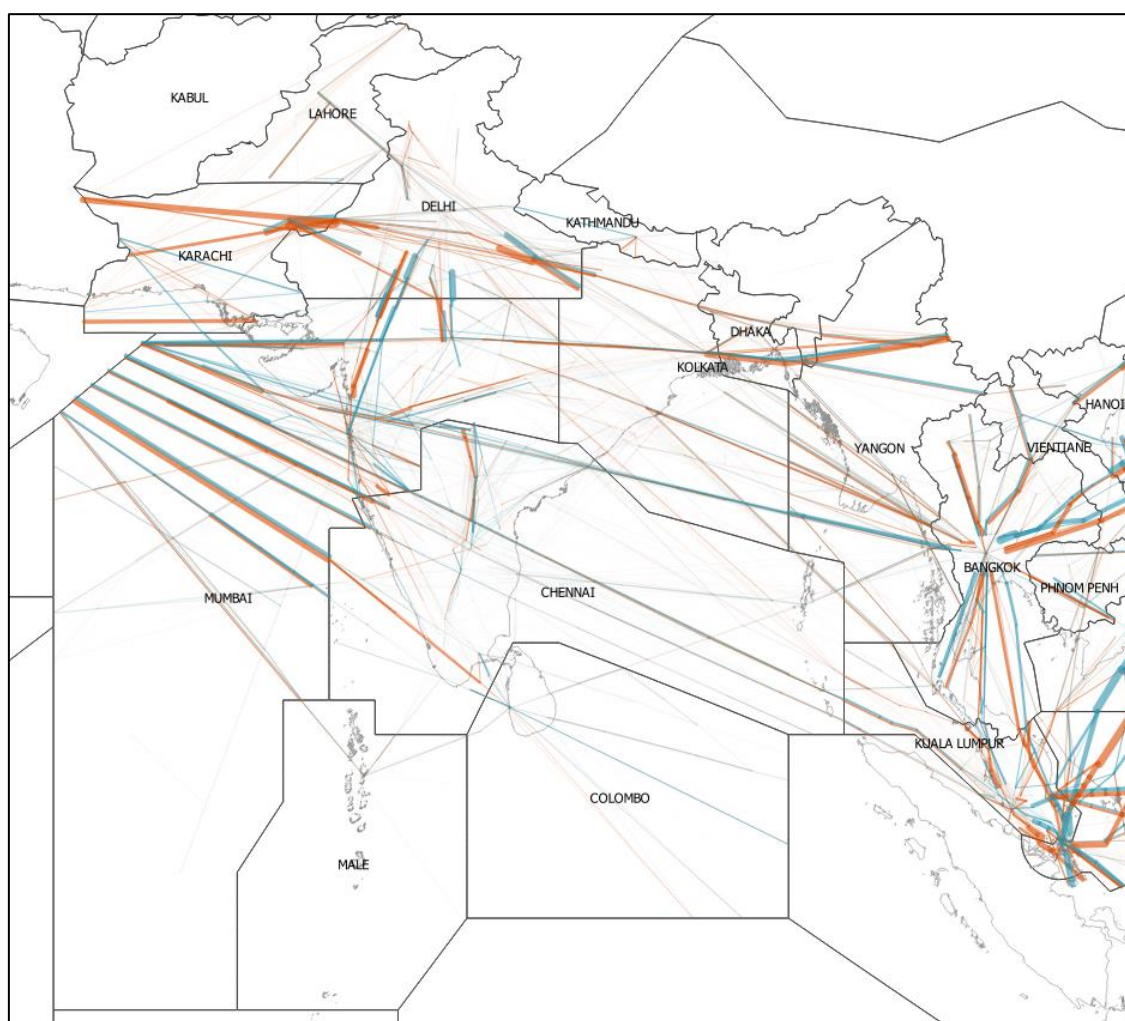 KABUL
LAHORE
DELHI
KATHMANDU
KARACHI
DHAKA
KOLKATA
HANOI
YANGON
VIENTIANE
BANGKOK
PHNOM PENH
MUMBAI
CHENNAI
KUALA LUMPUR
COLOMBO
MALE